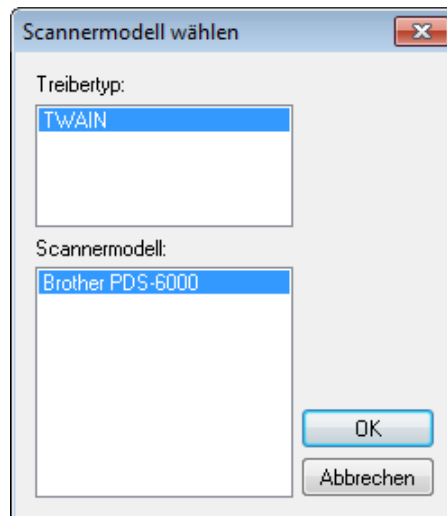 Scannermodell wählen
Treibertyp:
TWAIN
Scannermodell:
Brother PDS-6000
OK
Abbrechen